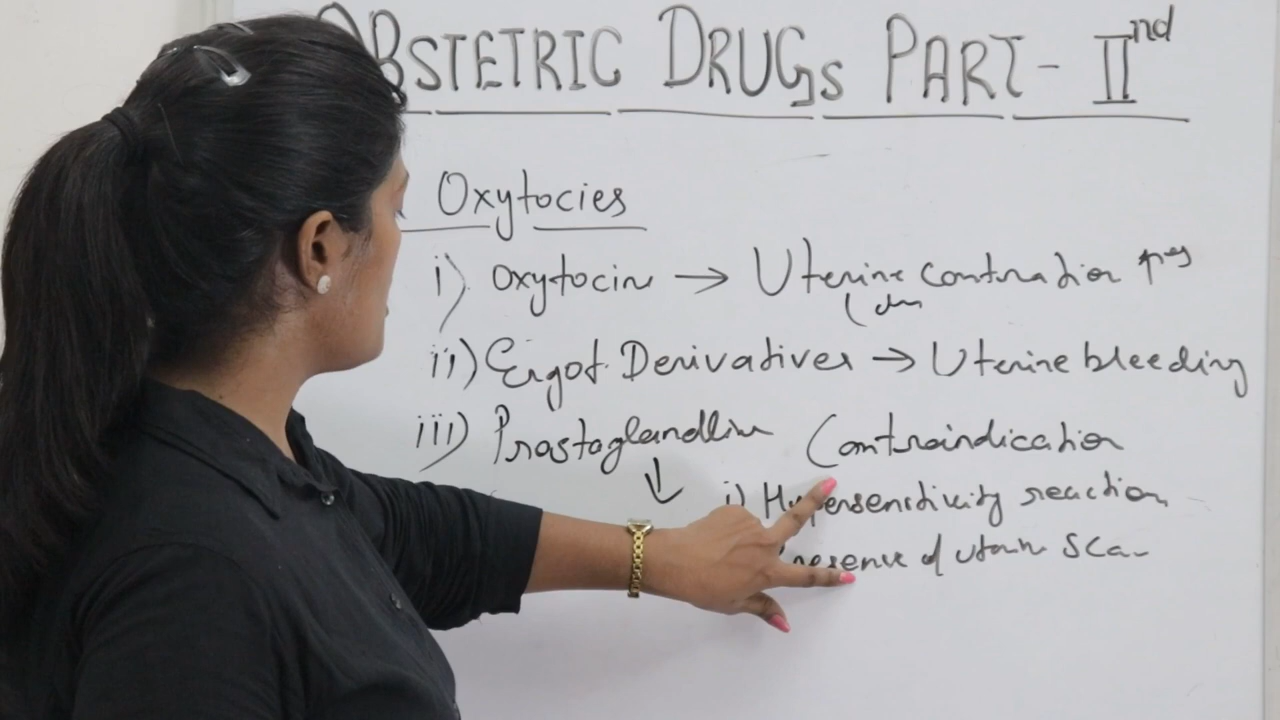 OBSTETRIC DRUGS PART - IInd
Oxytocies
i) Oxytocin → Uterine contraction
ii) Ergot Derivatives → Uterine bleeding
iii) Prostaglandin ↓
Contraindication
i) Hypersensitivity reaction
Presence of uterine Scar